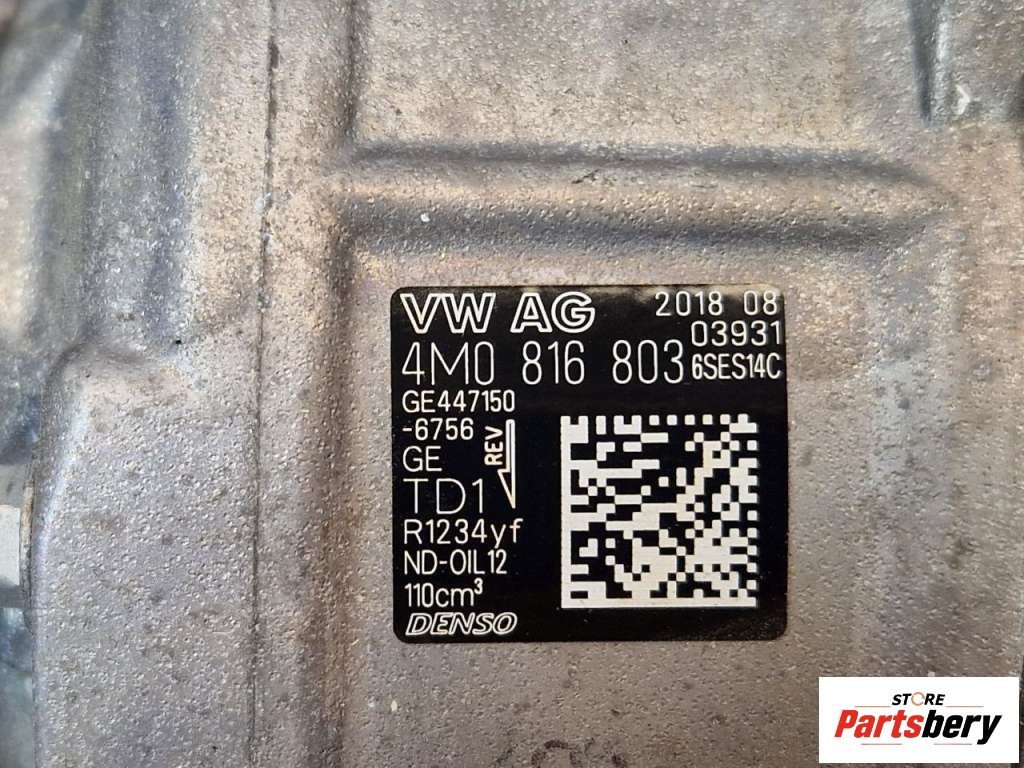 VW AG 2018 08
03931
4M0 816 803 6SES14C
GE447150
-6756
GE
REV
TD1
R1234yf
ND-OIL12
110cm³
DENSO
STORE
Partsbery